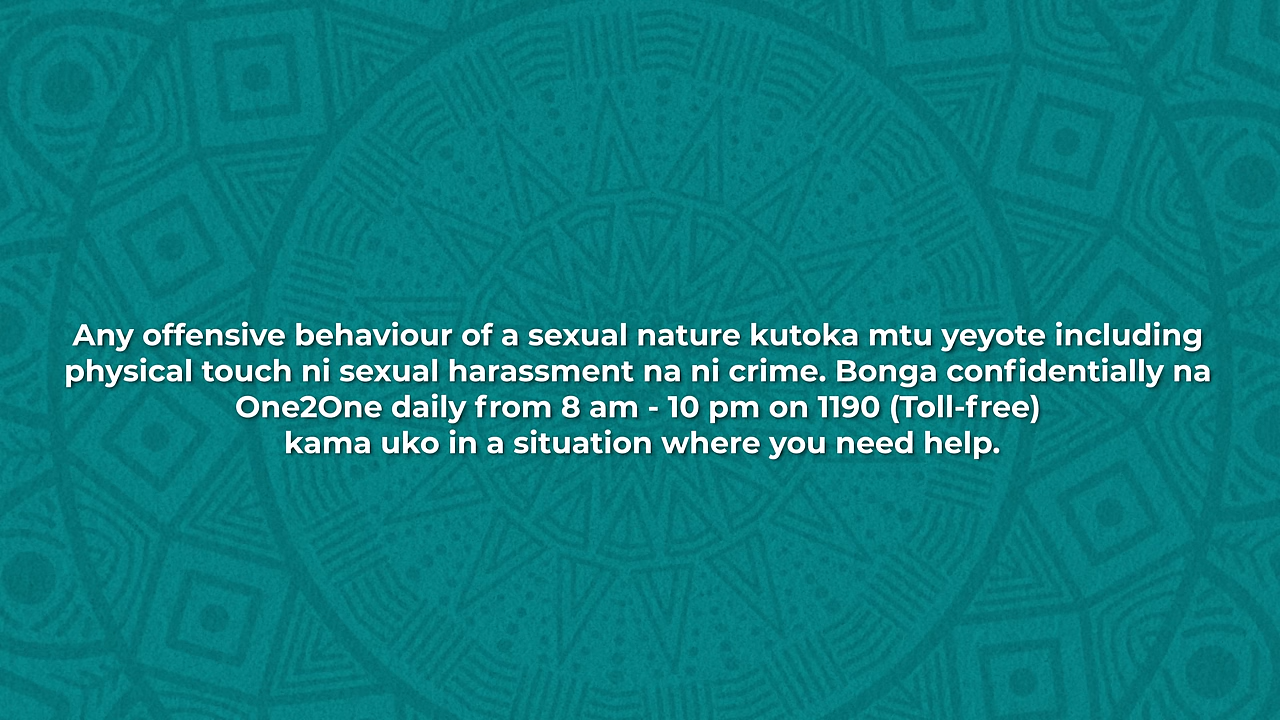 Any offensive behaviour of a sexual nature kutoka mtu yeyote including
physical touch ni sexual harassment na ni crime. Bonga confidentially na
One2One daily from 8 am - 10 pm on 1190 (Toll-free)
kama uko in a situation where you need help.